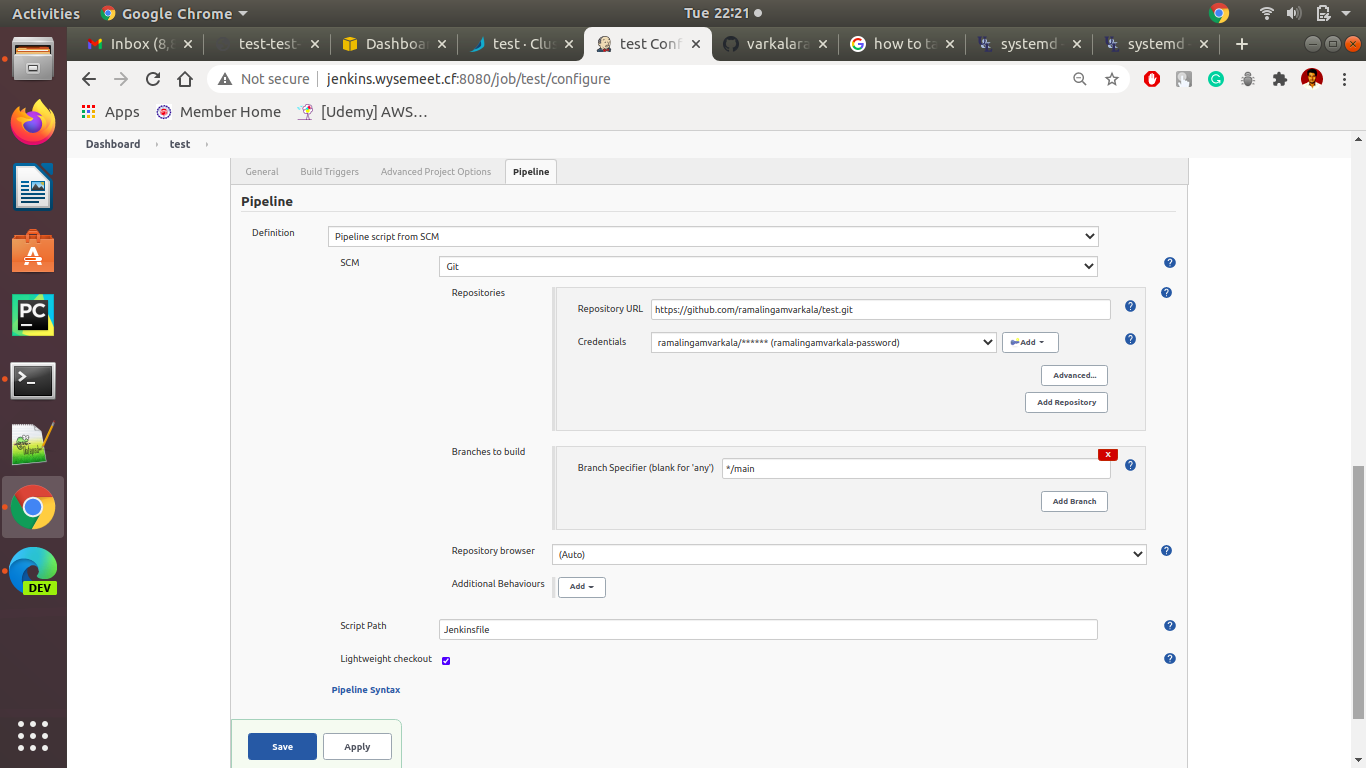 Activities Google Chrome Tue 22:21
Inbox (8, test-test- Dashboa test · Clus test Conf varkalara how to ta systemd systemd
Not secure jenkins.wysemeet.cf:8080/job/test/configure
Apps Member Home [Udemy] AWS...
Dashboard test
General Build Triggers Advanced Project Options Pipeline
Pipeline
Definition Pipeline script from SCM
SCM Git ?
Repositories ?
Repository URL https://github.com/ramalingamvarkala/test.git ?
Credentials ramalingamvarkala/****** (ramalingamvarkala-password) Add ?
Advanced...
Add Repository
Branches to build X
Branch Specifier (blank for 'any') */main ?
Add Branch
Repository browser (Auto) ?
Additional Behaviours Add
Script Path Jenkinsfile ?
Lightweight checkout ?
Pipeline Syntax
Save Apply
PC
>_
DEV